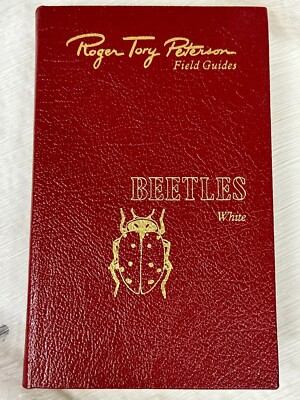 Roger Tory Peterson
Field Guides
BEETLES
White